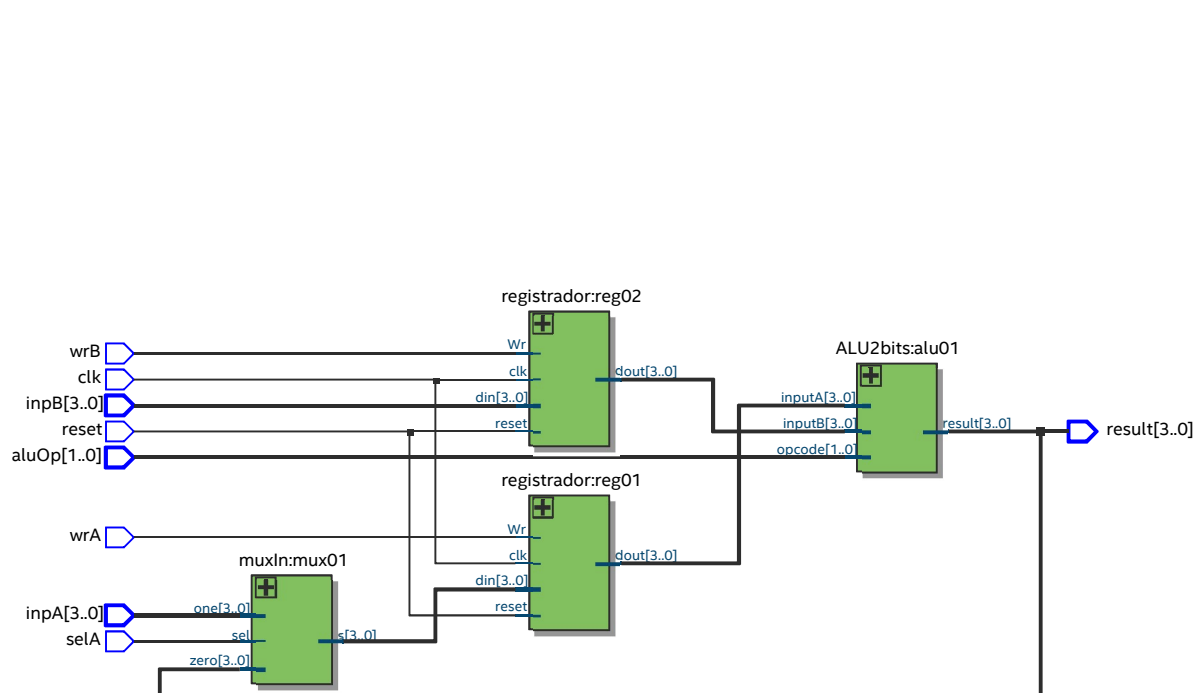 registrador:reg02
wrB
Wr
ALU2bits:alu01
clk
clk
dout[3..0]
inpB[3..0]
din[3..0]
inputA[3..0]
reset
reset
inputB[3..0]
result[3..0]
result[3..0]
aluOp[1..0]
opcode[1..0]
registrador:reg01
wrA
Wr
muxIn:mux01
clk
dout[3..0]
din[3..0]
inpA[3..0]
one[3..0]
reset
selA
sel
s[3..0]
zero[3..0]